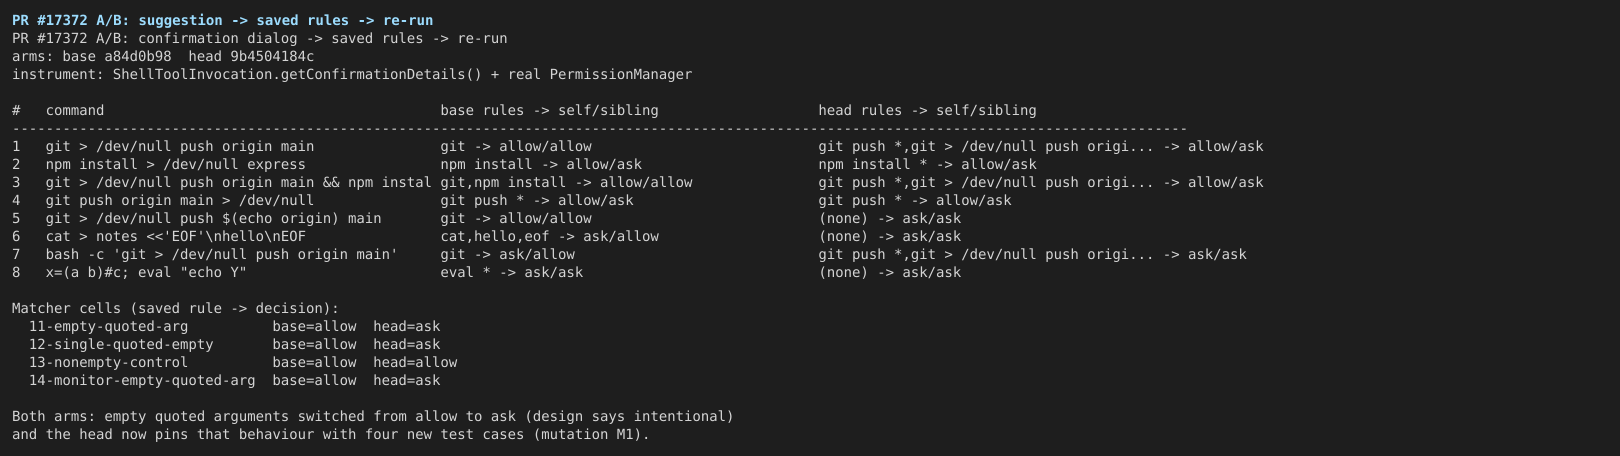 PR #17372 A/B: suggestion -> saved rules -> re-run
PR #17372 A/B: confirmation dialog -> saved rules -> re-run
arms: base a84d0b98  head 9b4504184c
instrument: ShellToolInvocation.getConfirmationDetails() + real PermissionManager
#   command                                        base rules -> self/sibling                   head rules -> self/sibling
--------------------------------------------------------------------------------------------------------------------------------------------
1   git > /dev/null push origin main               git -> allow/allow                           git push *,git > /dev/null push origi... -> allow/ask
2   npm install > /dev/null express                npm install -> allow/ask                     npm install * -> allow/ask
3   git > /dev/null push origin main && npm instal git,npm install -> allow/allow               git push *,git > /dev/null push origi... -> allow/ask
4   git push origin main > /dev/null               git push * -> allow/ask                      git push * -> allow/ask
5   git > /dev/null push $(echo origin) main       git -> allow/allow                           (none) -> ask/ask
6   cat > notes <<'EOF'\nhello\nEOF                cat,hello,eof -> ask/allow                   (none) -> ask/ask
7   bash -c 'git > /dev/null push origin main'     git -> ask/allow                             git push *,git > /dev/null push origi... -> ask/ask
8   x=(a b)#c; eval "echo Y"                       eval * -> ask/ask                            (none) -> ask/ask
Matcher cells (saved rule -> decision):
  11-empty-quoted-arg          base=allow  head=ask
  12-single-quoted-empty       base=allow  head=ask
  13-nonempty-control          base=allow  head=allow
  14-monitor-empty-quoted-arg  base=allow  head=ask
Both arms: empty quoted arguments switched from allow to ask (design says intentional)
and the head now pins that behaviour with four new test cases (mutation M1).